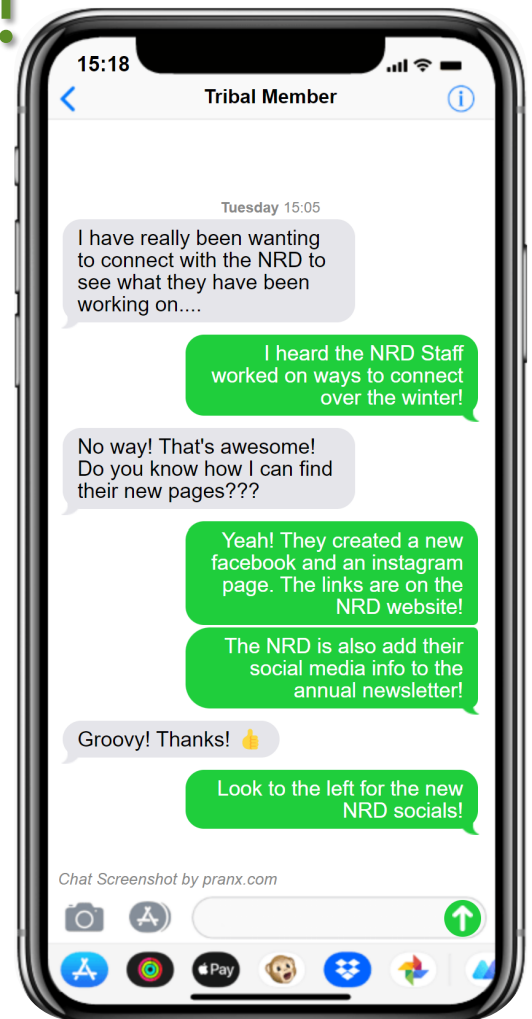 !
15:18
Tribal Member
Tuesday 15:05
I have really been wanting
to connect with the NRD to
see what they have been
working on....
I heard the NRD Staff
worked on ways to connect
over the winter!
No way! That's awesome!
Do you know how I can find
their new pages???
Yeah! They created a new
facebook and an instagram
page. The links are on the
NRD website!
The NRD is also add their
social media info to the
annual newsletter!
Groovy! Thanks! 👍
Look to the left for the new
NRD socials!
Chat Screenshot by pranx.com
Pay